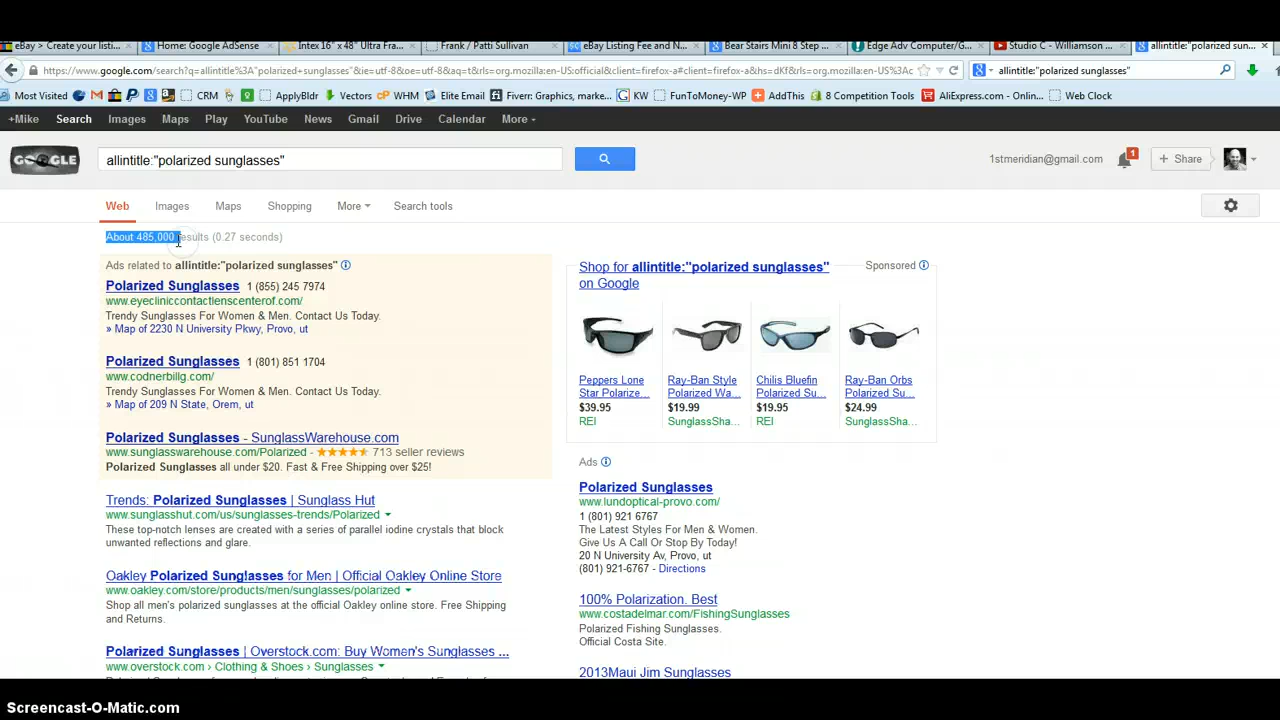 eBay > Create your listi...
Home: Google AdSense
Intex 16" x 48" Ultra Fra...
Frank / Patti Sullivan
eBay Listing Fee and N...
Bear Stairs Mini 8 Step ...
Edge Adv Computer/G...
Studio C - Williamson ...
allintitle:"polarized sun...
https://www.google.com/search?q=allintitle%3A"polarized+sunglasses"&ie=utf-8&oe=utf-8&aq=t&rls=org.mozilla:en-US:official&client=firefox-a#client=firefox-a&hs=dKf&rls=org.mozilla:en-US%3Ac
allintitle:"polarized sunglasses"
Most Visited
CRM
ApplyBldr
Vectors
WHM
Elite Email
Fiverr: Graphics, marke...
KW
FunToMoney-WP
AddThis
8 Competition Tools
AliExpress.com - Onlin...
Web Clock
+Mike Search Images Maps Play YouTube News Gmail Drive Calendar More
GOOGLE
allintitle:"polarized sunglasses"
1stmeridian@gmail.com
1
+ Share
Web Images Maps Shopping More Search tools
About 485,000 results (0.27 seconds)
Ads related to allintitle:"polarized sunglasses"
Polarized Sunglasses 1 (855) 245 7974
www.eyecliniccontactlenscenterof.com/
Trendy Sunglasses For Women & Men. Contact Us Today.
» Map of 2230 N University Pkwy, Provo, ut
Polarized Sunglasses 1 (801) 851 1704
www.codnerbillg.com/
Trendy Sunglasses For Women & Men. Contact Us Today.
» Map of 209 N State, Orem, ut
Polarized Sunglasses - SunglassWarehouse.com
www.sunglasswarehouse.com/Polarized - 713 seller reviews
Polarized Sunglasses all under $20. Fast & Free Shipping over $25!
Trends: Polarized Sunglasses | Sunglass Hut
www.sunglasshut.com/us/sunglasses-trends/Polarized
These top-notch lenses are created with a series of parallel iodine crystals that block
unwanted reflections and glare.
Oakley Polarized Sunglasses for Men | Official Oakley Online Store
www.oakley.com/store/products/men/sunglasses/polarized
Shop all men's polarized sunglasses at the official Oakley online store. Free Shipping
and Returns.
Polarized Sunglasses | Overstock.com: Buy Women's Sunglasses ...
www.overstock.com › Clothing & Shoes › Sunglasses
Shop for allintitle:"polarized sunglasses"
on Google
Sponsored
Peppers Lone
Star Polarize...
$39.95
REI
Ray-Ban Style
Polarized Wa...
$19.99
SunglassSha...
Chilis Bluefin
Polarized Su...
$19.95
REI
Ray-Ban Orbs
Polarized Su...
$24.99
SunglassSha...
Ads
Polarized Sunglasses
www.lundoptical-provo.com/
1 (801) 921 6767
The Latest Styles For Men & Women.
Give Us A Call Or Stop By Today!
20 N University Av, Provo, ut
(801) 921-6767 - Directions
100% Polarization. Best
www.costadelmar.com/FishingSunglasses
Polarized Fishing Sunglasses.
Official Costa Site.
2013Maui Jim Sunglasses
Screencast-O-Matic.com